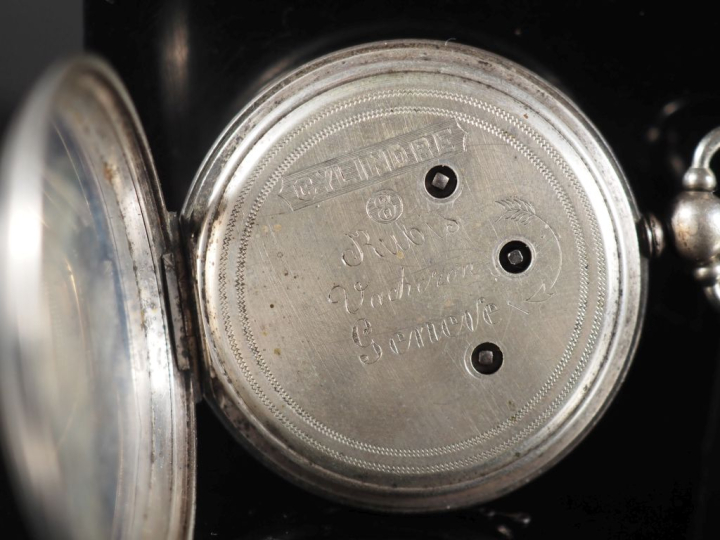 CYLINDRE
8
Rubis
Vacheron
Geneve